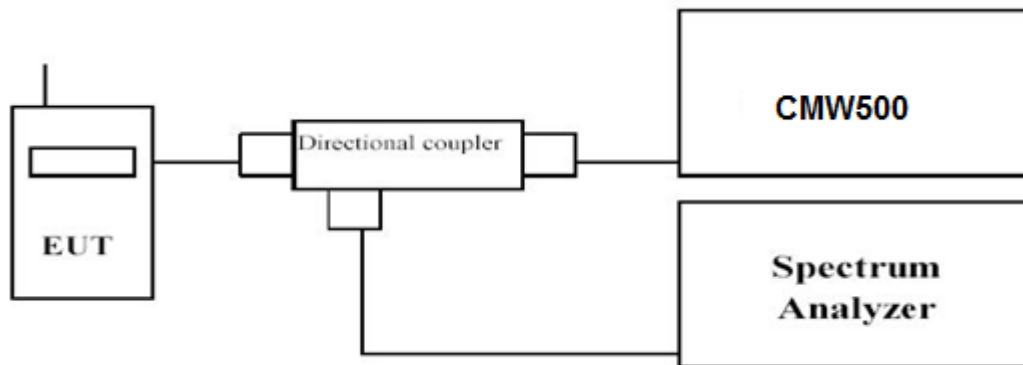 CMW500
Directional coupler
EUT
Spectrum
Analyzer